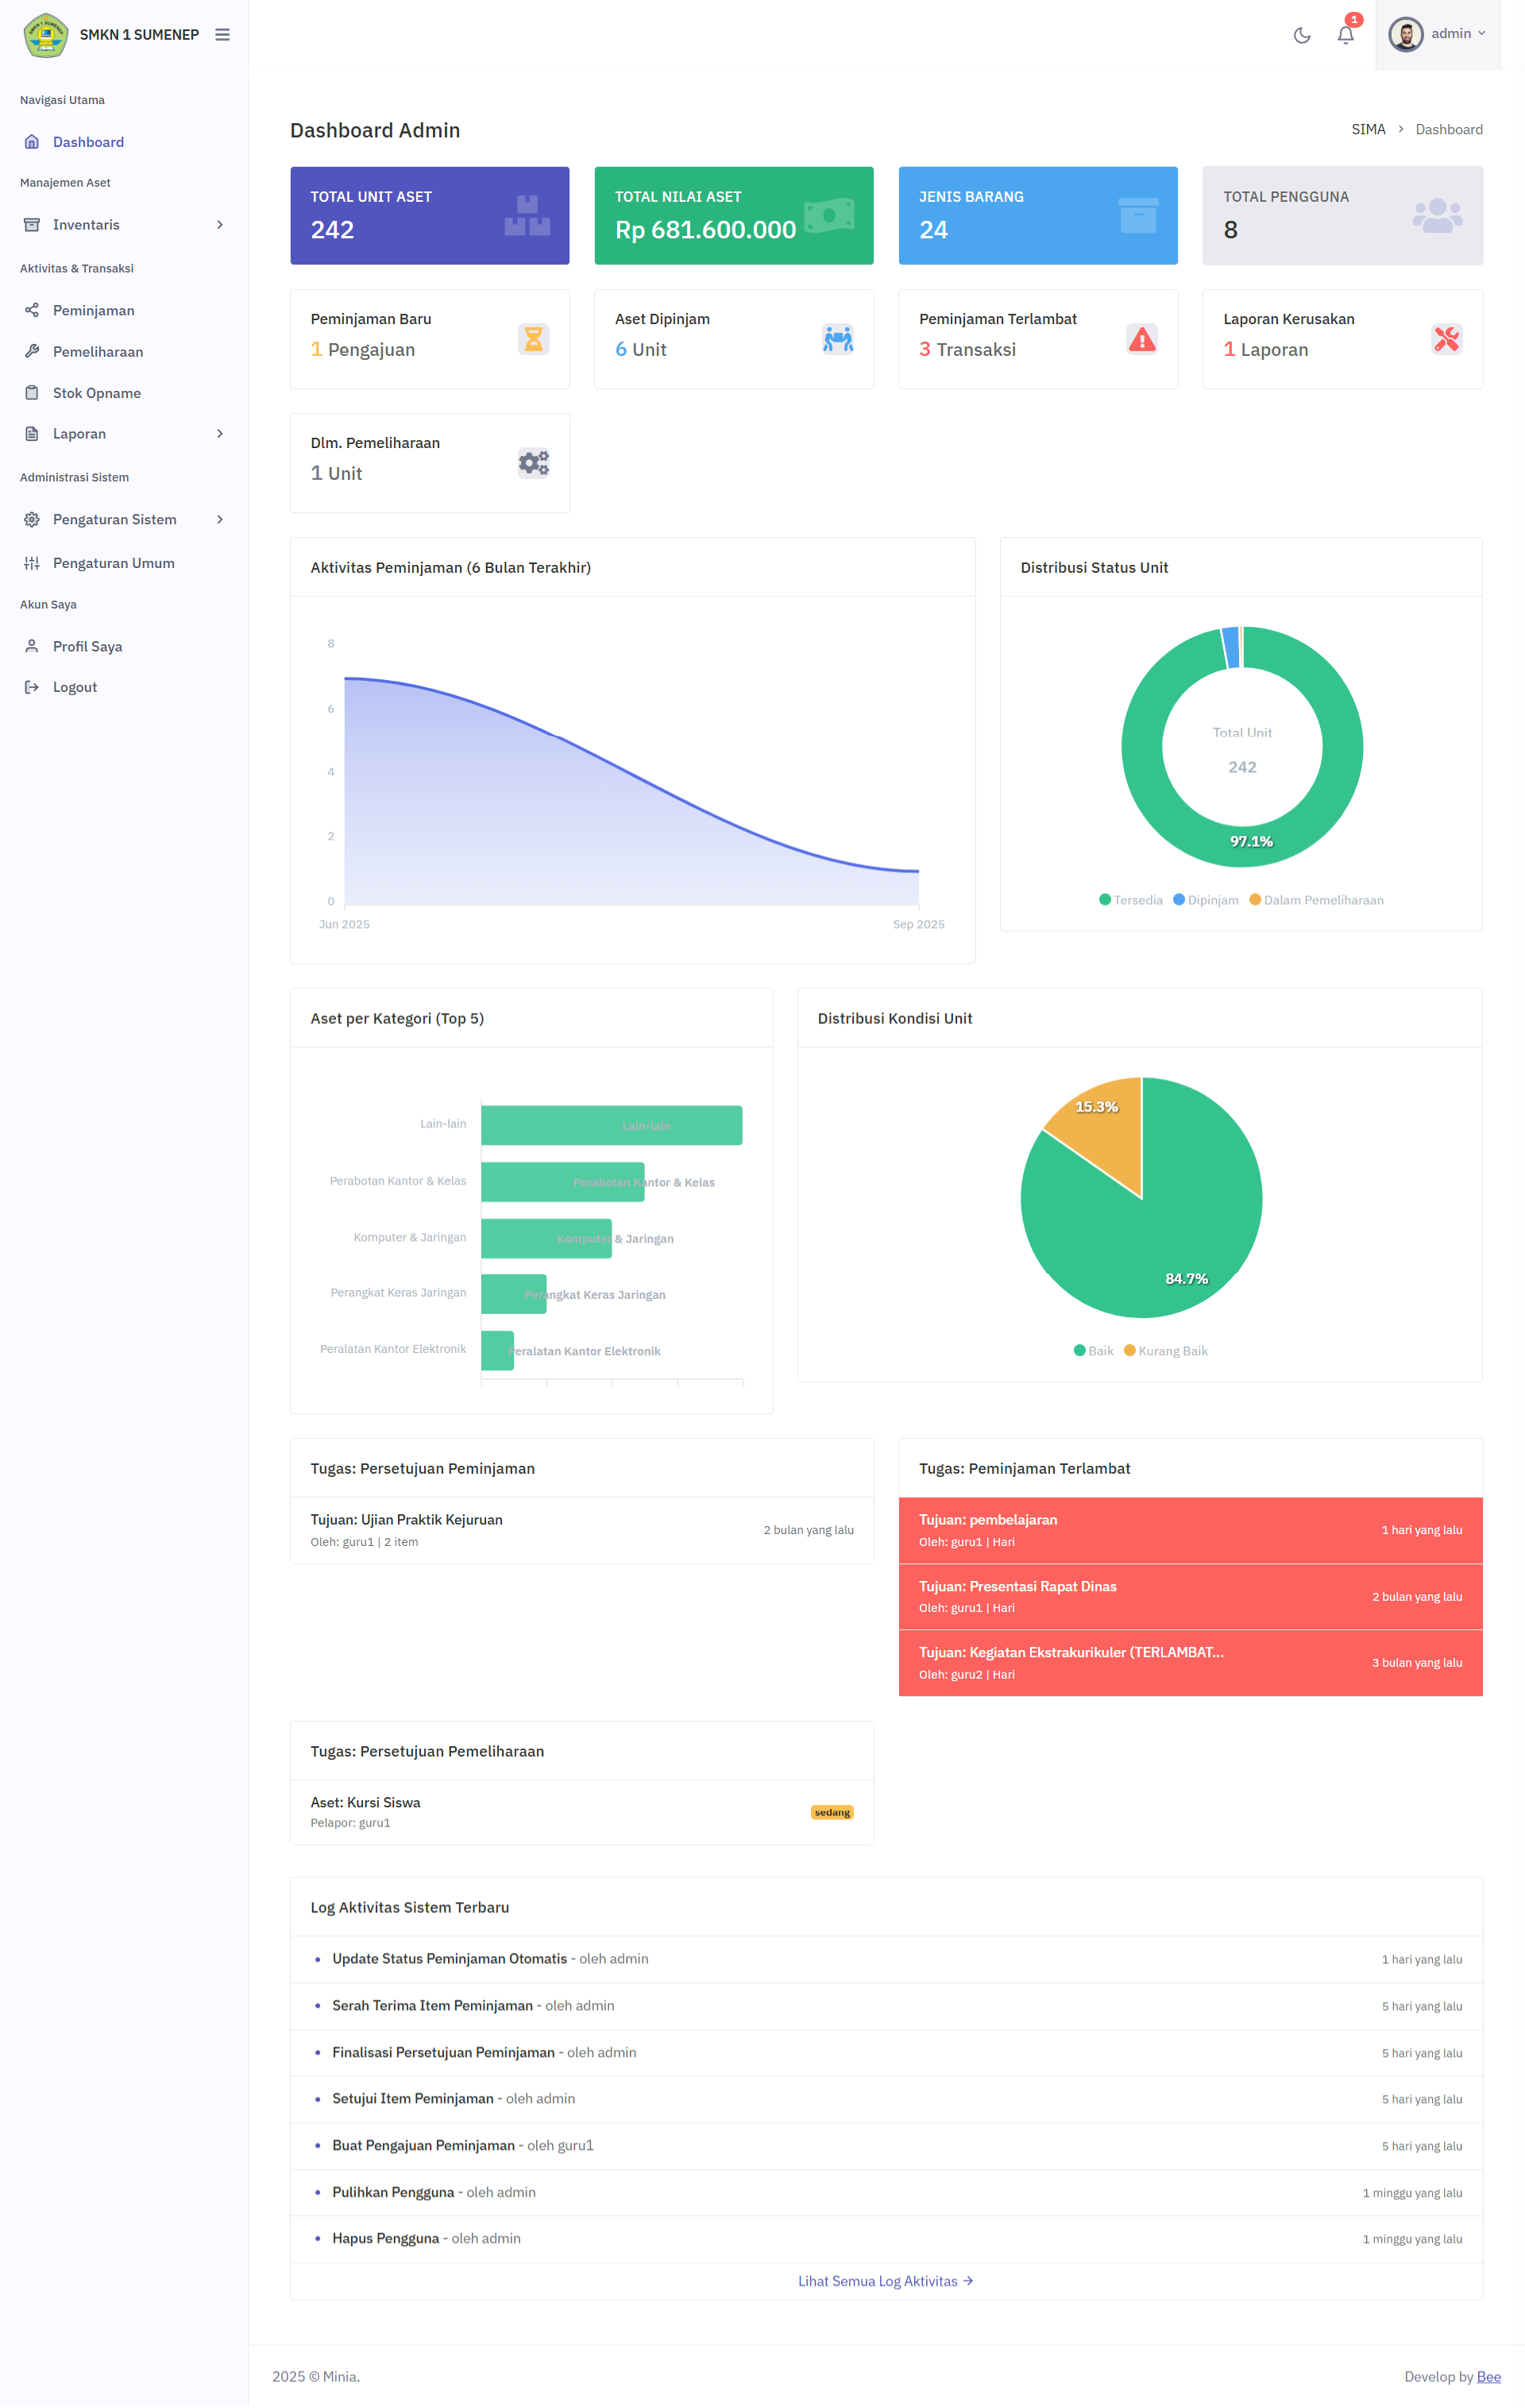 SMKN 1 SUMENEP
1
admin
Navigasi Utama
Dashboard
Manajemen Aset
Inventaris
Aktivitas & Transaksi
Peminjaman
Pemeliharaan
Stok Opname
Laporan
Administrasi Sistem
Pengaturan Sistem
Pengaturan Umum
Akun Saya
Profil Saya
Logout
Dashboard Admin
SIMA > Dashboard
TOTAL UNIT ASET
242
TOTAL NILAI ASET
Rp 681.600.000
JENIS BARANG
24
TOTAL PENGGUNA
8
Peminjaman Baru
1 Pengajuan
Aset Dipinjam
6 Unit
Peminjaman Terlambat
3 Transaksi
Laporan Kerusakan
1 Laporan
Dlm. Pemeliharaan
1 Unit
Aktivitas Peminjaman (6 Bulan Terakhir)
8
6
4
2
0
Jun 2025
Sep 2025
Distribusi Status Unit
Total Unit
242
97.1%
Tersedia Dipinjam Dalam Pemeliharaan
Aset per Kategori (Top 5)
Lain-lain
Lain-lain
Perabotan Kantor & Kelas
Perabotan Kantor & Kelas
Komputer & Jaringan
Komputer & Jaringan
Perangkat Keras Jaringan
Perangkat Keras Jaringan
Peralatan Kantor Elektronik
Peralatan Kantor Elektronik
Distribusi Kondisi Unit
15.3%
84.7%
Baik Kurang Baik
Tugas: Persetujuan Peminjaman
Tujuan: Ujian Praktik Kejuruan
Oleh: guru1 | 2 item
2 bulan yang lalu
Tugas: Peminjaman Terlambat
Tujuan: pembelajaran
Oleh: guru1 | Hari
1 hari yang lalu
Tujuan: Presentasi Rapat Dinas
Oleh: guru1 | Hari
2 bulan yang lalu
Tujuan: Kegiatan Ekstrakurikuler (TERLAMBAT...
Oleh: guru2 | Hari
3 bulan yang lalu
Tugas: Persetujuan Pemeliharaan
Aset: Kursi Siswa
Pelapor: guru1
sedang
Log Aktivitas Sistem Terbaru
Update Status Peminjaman Otomatis - oleh admin
1 hari yang lalu
Serah Terima Item Peminjaman - oleh admin
5 hari yang lalu
Finalisasi Persetujuan Peminjaman - oleh admin
5 hari yang lalu
Setujui Item Peminjaman - oleh admin
5 hari yang lalu
Buat Pengajuan Peminjaman - oleh guru1
5 hari yang lalu
Pulihkan Pengguna - oleh admin
1 minggu yang lalu
Hapus Pengguna - oleh admin
1 minggu yang lalu
Lihat Semua Log Aktivitas →
2025 © Minia.
Develop by Bee